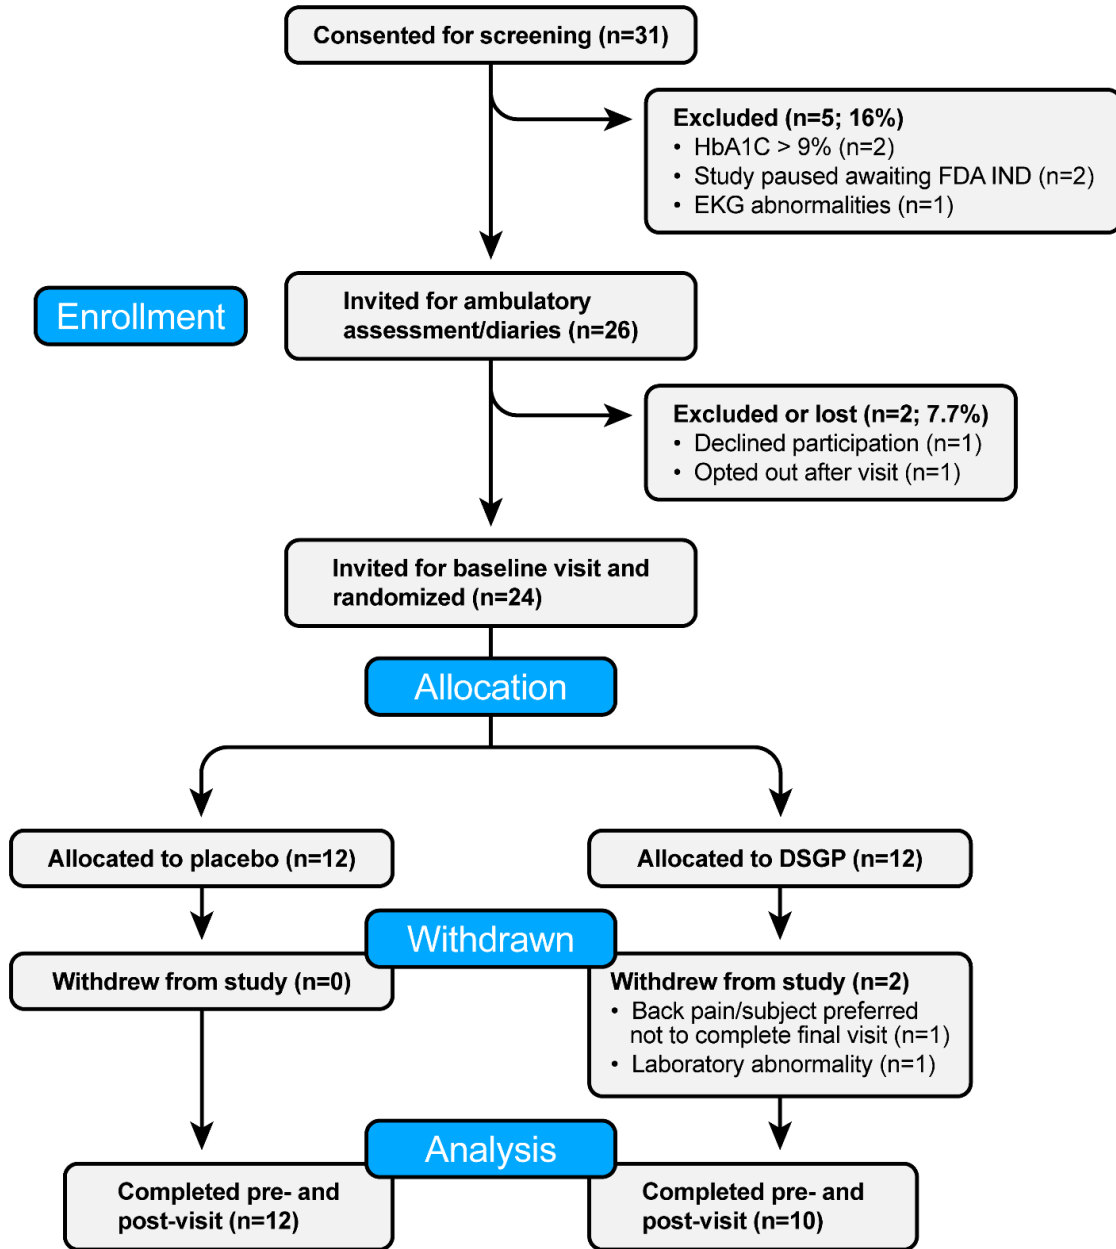 Consented for screening (n=31)
Excluded (n=5; 16%)
• HbA1C > 9% (n=2)
• Study paused awaiting FDA IND (n=2)
• EKG abnormalities (n=1)
Enrollment
Invited for ambulatory
assessment/diaries (n=26)
Excluded or lost (n=2; 7.7%)
• Declined participation (n=1)
• Opted out after visit (n=1)
Invited for baseline visit and
randomized (n=24)
Allocation
Allocated to placebo (n=12)
Allocated to DSGP (n=12)
Withdrawn
Withdrew from study (n=0)
Withdrew from study (n=2)
• Back pain/subject preferred
not to complete final visit (n=1)
• Laboratory abnormality (n=1)
Analysis
Completed pre- and
post-visit (n=12)
Completed pre- and
post-visit (n=10)